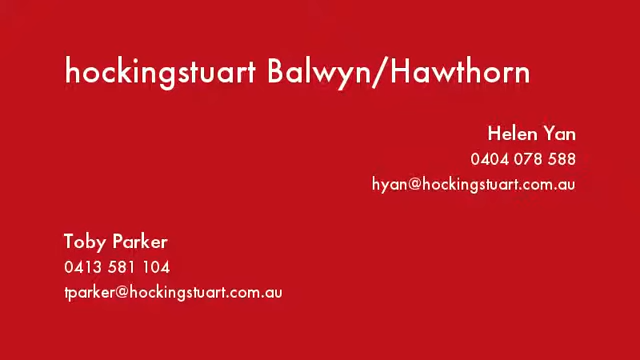 hockingstuart Balwyn/Hawthorn
Helen Yan
0404 078 588
hyan@hockingstuart.com.au
Toby Parker
0413 581 104
tparker@hockingstuart.com.au